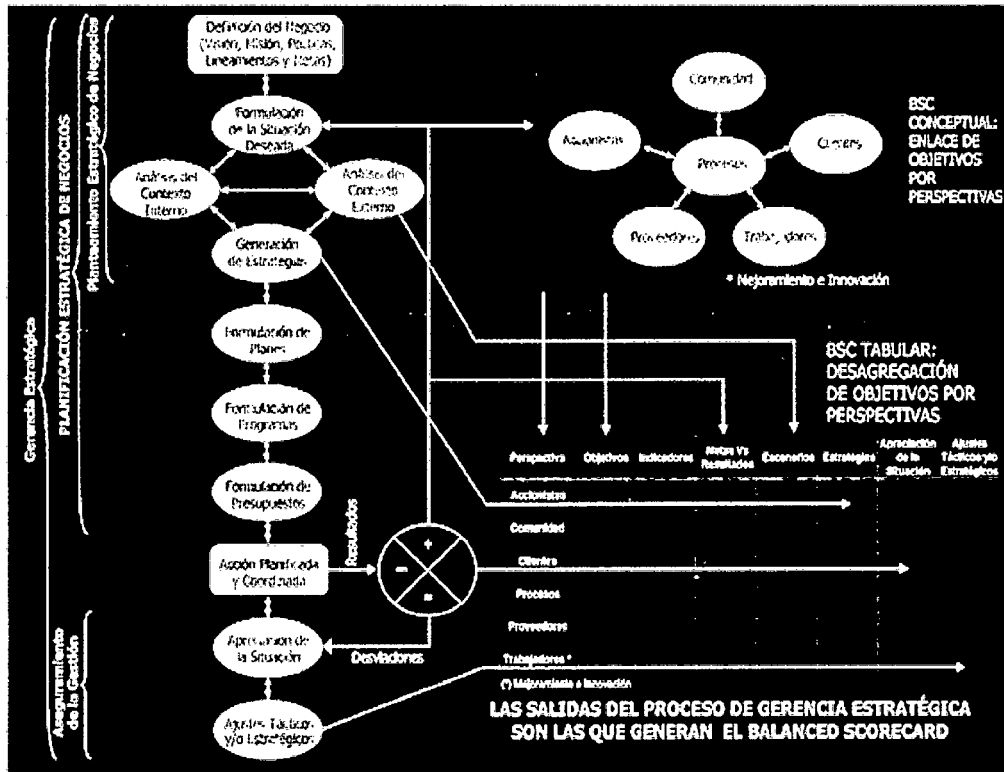 Definición del Negocio
(Visión, Misión, Políticas,
Lineamientos y Metas)
Formulación
de la Situación
Deseada
Análisis del
Contexto
Interno
Análisis del
Contexto
Externo
Generación
de Estrategias
Formulación de
Planes
Formulación de
Programas
Formulación de
Presupuestos
Acción Planificada
y Coordinada
Apreciación de
la Situación
Ajustes Tácticos
y/o Estratégicos
Gerencia Estratégica
PLANIFICACIÓN ESTRATÉGICA DE NEGOCIOS
Planteamiento Estratégico de Negocios
Aseguramiento
de la Gestión
Resultados
Desviaciones
+
−
=
Comunidad
Accionistas
Procesos
Clientes
Proveedores
Trabajadores
* Mejoramiento e Innovación
BSC
CONCEPTUAL:
ENLACE DE
OBJETIVOS
POR
PERSPECTIVAS
BSC TABULAR:
DESAGREGACIÓN
DE OBJETIVOS POR
PERSPECTIVAS
Perspectiva
Objetivos
Indicadores
Metas Vs
Resultados
Escenarios
Estrategias
Apreciación
de la
Situación
Ajustes
Tácticos y/o
Estratégicos
Accionistas
Comunidad
Clientes
Procesos
Proveedores
Trabajadores *
(*) Mejoramiento e Innovación
LAS SALIDAS DEL PROCESO DE GERENCIA ESTRATÉGICA
SON LAS QUE GENERAN EL BALANCED SCORECARD